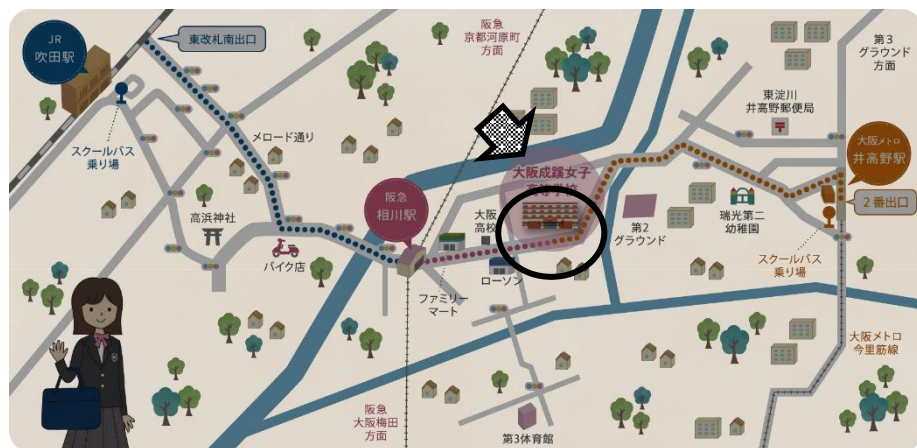 JR
吹田駅
東改札南出口
スクールバス
乗り場
メロード通り
高浜神社
バイク店
阪急
京都河原町
方面
阪急
相川駅
大阪成蹊女子
高等学校
大阪
高校
ファミリー
マート
ローソン
第2
グラウンド
第3
グラウンド
方面
東淀川
井高野郵便局
大阪メトロ
井高野駅
2番出口
瑞光第二
幼稚園
スクールバス
乗り場
大阪メトロ
今里筋線
阪急
大阪梅田
方面
第3体育館